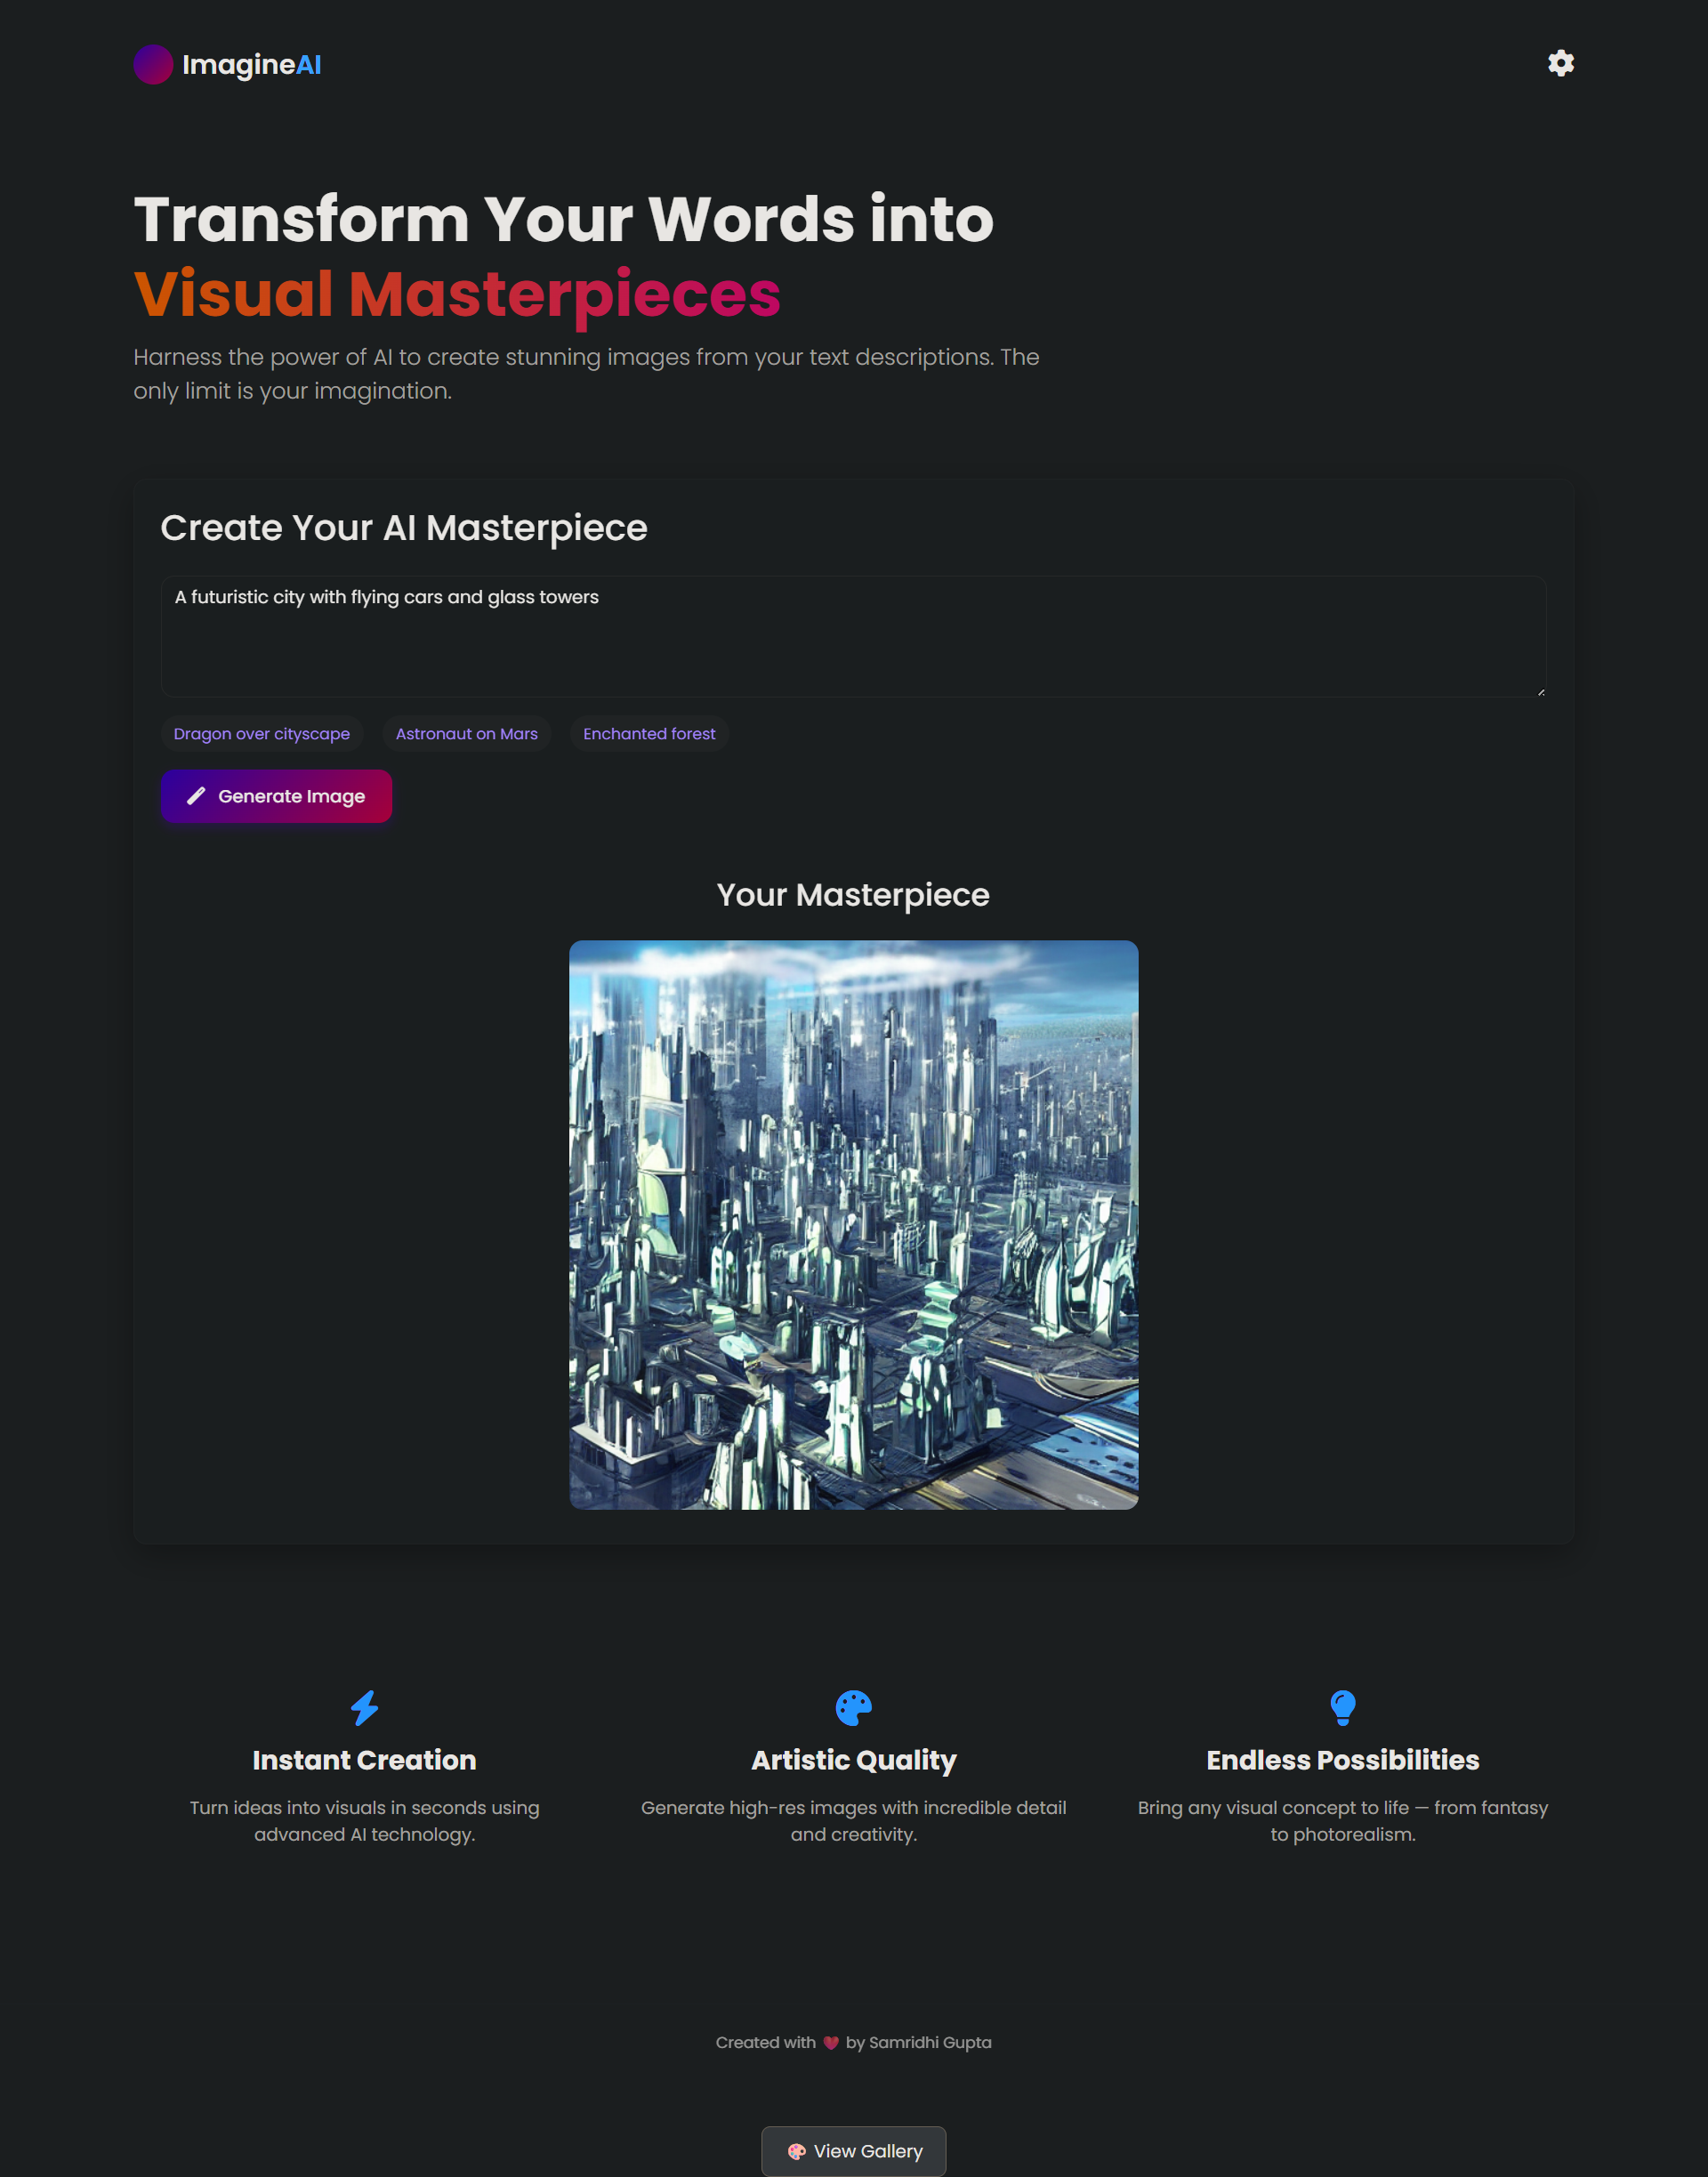 ImagineAI
Transform Your Words into
Visual Masterpieces
Harness the power of AI to create stunning images from your text descriptions. The
only limit is your imagination.
Create Your AI Masterpiece
A futuristic city with flying cars and glass towers
Dragon over cityscape
Astronaut on Mars
Enchanted forest
Generate Image
Your Masterpiece
Instant Creation
Turn ideas into visuals in seconds using
advanced AI technology.
Artistic Quality
Generate high-res images with incredible detail
and creativity.
Endless Possibilities
Bring any visual concept to life — from fantasy
to photorealism.
Created with ❤️ by Samridhi Gupta
🎨 View Gallery